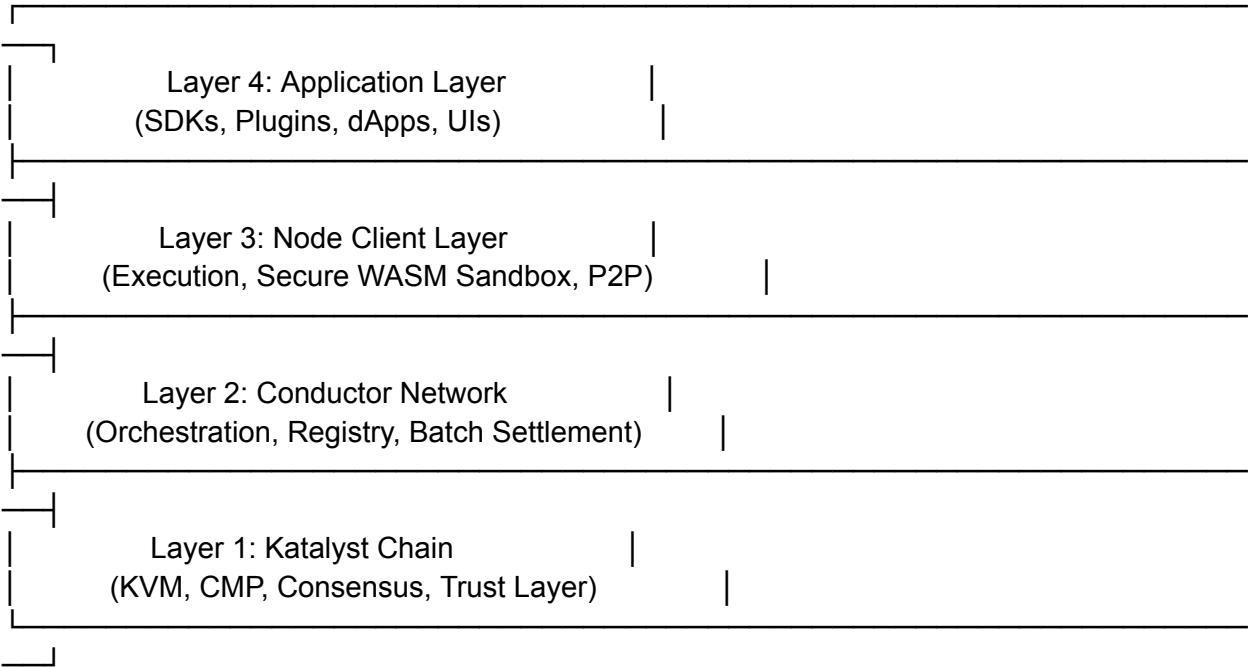 Layer 4: Application Layer
(SDKs, Plugins, dApps, UIs)
Layer 3: Node Client Layer
(Execution, Secure WASM Sandbox, P2P)
Layer 2: Conductor Network
(Orchestration, Registry, Batch Settlement)
Layer 1: Katalyst Chain
(KVM, CMP, Consensus, Trust Layer)